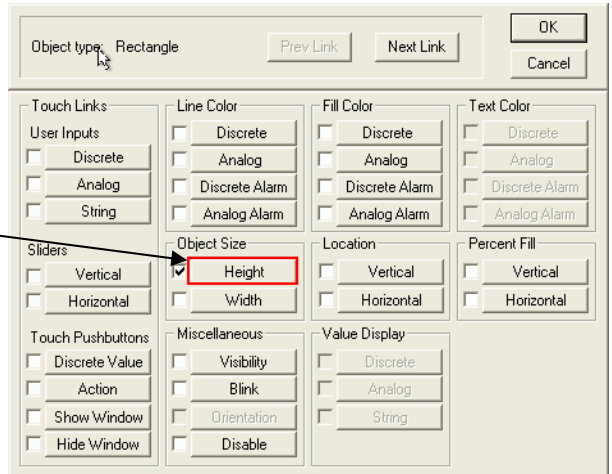 Object type: Rectangle
Prev Link
Next Link
OK
Cancel
Touch Links
User Inputs
Discrete
Analog
String
Sliders
Vertical
Horizontal
Touch Pushbuttons
Discrete Value
Action
Show Window
Hide Window
Line Color
Discrete
Analog
Discrete Alarm
Analog Alarm
Object Size
Height
Width
Miscellaneous
Visibility
Blink
Orientation
Disable
Fill Color
Discrete
Analog
Discrete Alarm
Analog Alarm
Location
Vertical
Horizontal
Value Display
Discrete
Analog
String
Text Color
Discrete
Analog
Discrete Alarm
Analog Alarm
Percent Fill
Vertical
Horizontal